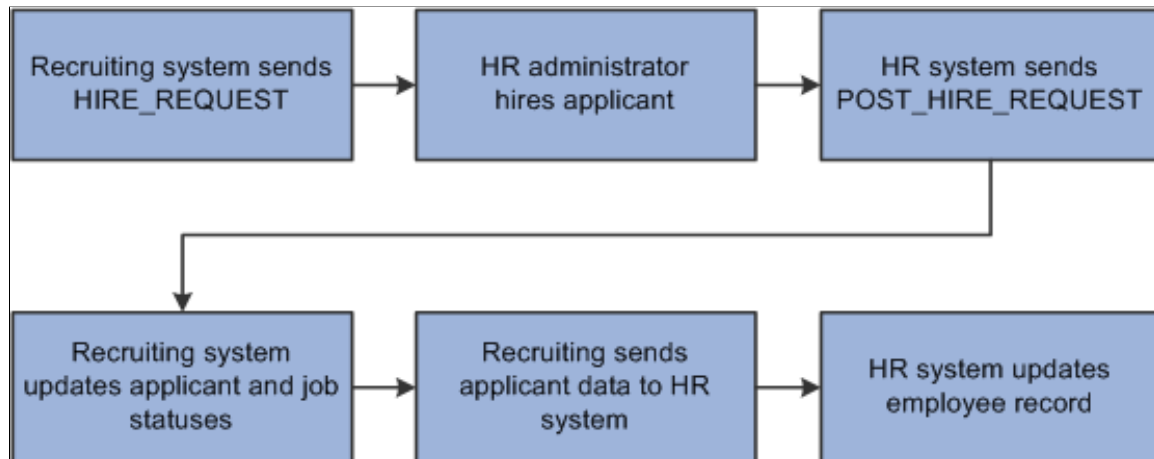 Recruiting system sends
HIRE_REQUEST
HR administrator
hires applicant
HR system sends
POST_HIRE_REQUEST
Recruiting system
updates applicant and job
statuses
Recruiting sends
applicant data to HR
system
HR system updates
employee record